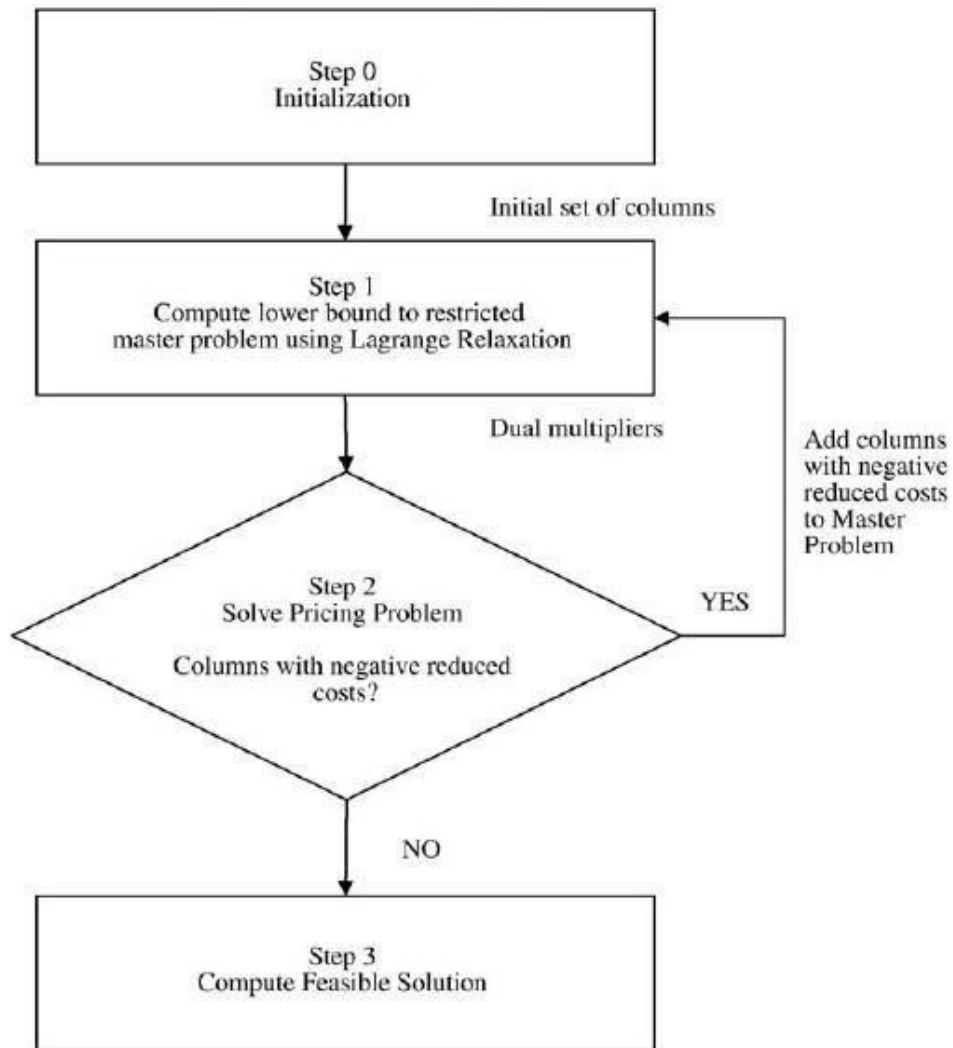 Step 0
Initialization
Initial set of columns
Step 1
Compute lower bound to restricted
master problem using Lagrange Relaxation
Dual multipliers
Add columns
with negative
reduced costs
to Master
Problem
Step 2
Solve Pricing Problem
YES
Columns with negative reduced
costs?
NO
Step 3
Compute Feasible Solution